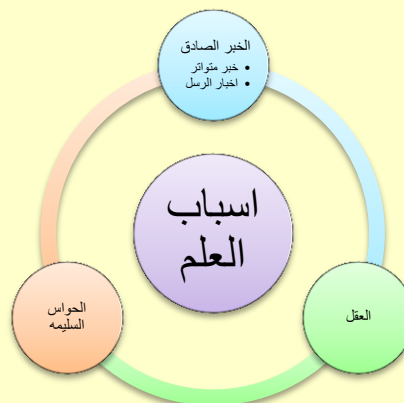 الخبر الصادق
• خبر متواتر
• اخبار الرسل
اسباب
العلم
العقل
الحواس
السليمه